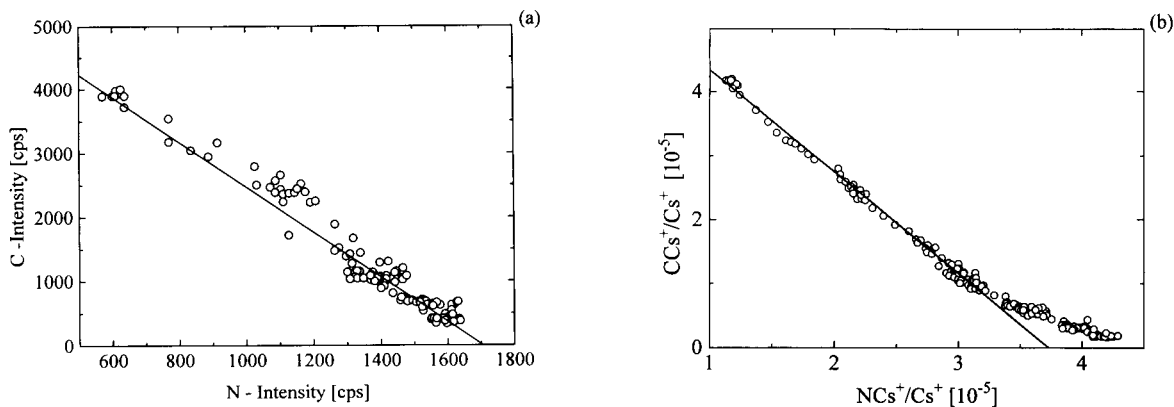 (a)
5000
4000
3000
2000
1000
0
C -Intensity [cps]
600 800 1000 1200 1400 1600 1800
N - Intensity [cps]
(b)
4
2
0
CCs⁺/Cs⁺ [10⁻⁵]
1 2 3 4
NCs⁺/Cs⁺ [10⁻⁵]